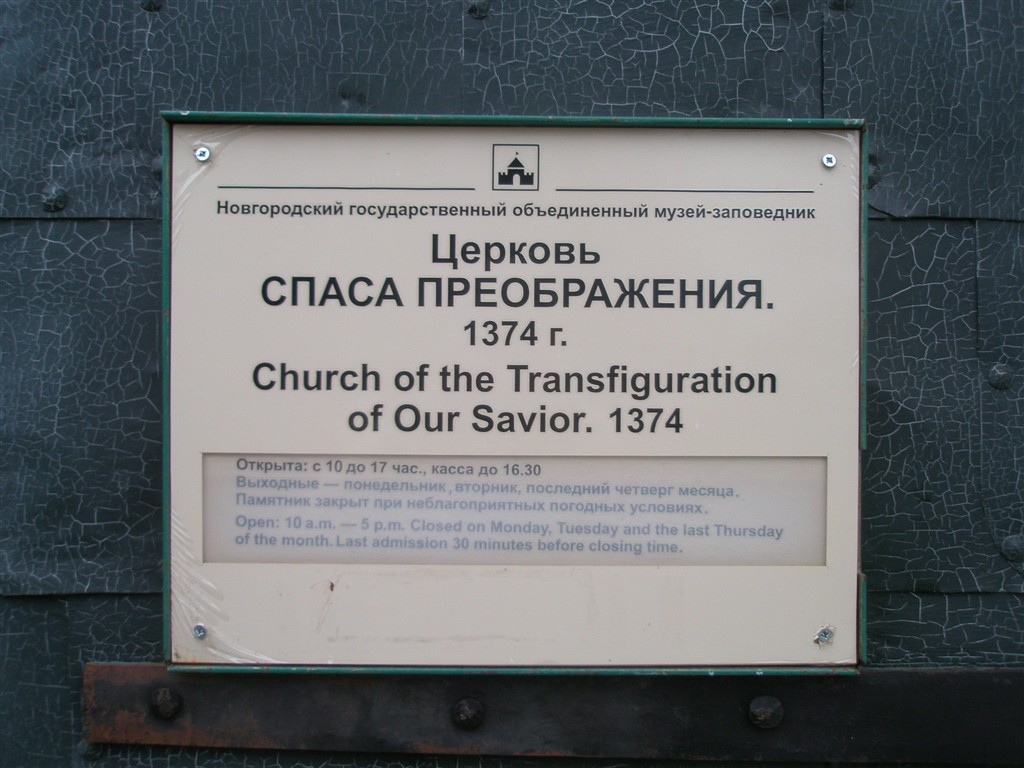 Новгородский государственный объединенный музей-заповедник
Церковь
СПАСА ПРЕОБРАЖЕНИЯ.
1374 г.
Church of the Transfiguration
of Our Savior. 1374
Открыта: с 10 до 17 час., касса до 16.30
Выходные — понедельник, вторник, последний четверг месяца.
Памятник закрыт при неблагоприятных погодных условиях.
Open: 10 a.m. — 5 p.m. Closed on Monday, Tuesday and the last Thursday
of the month. Last admission 30 minutes before closing time.